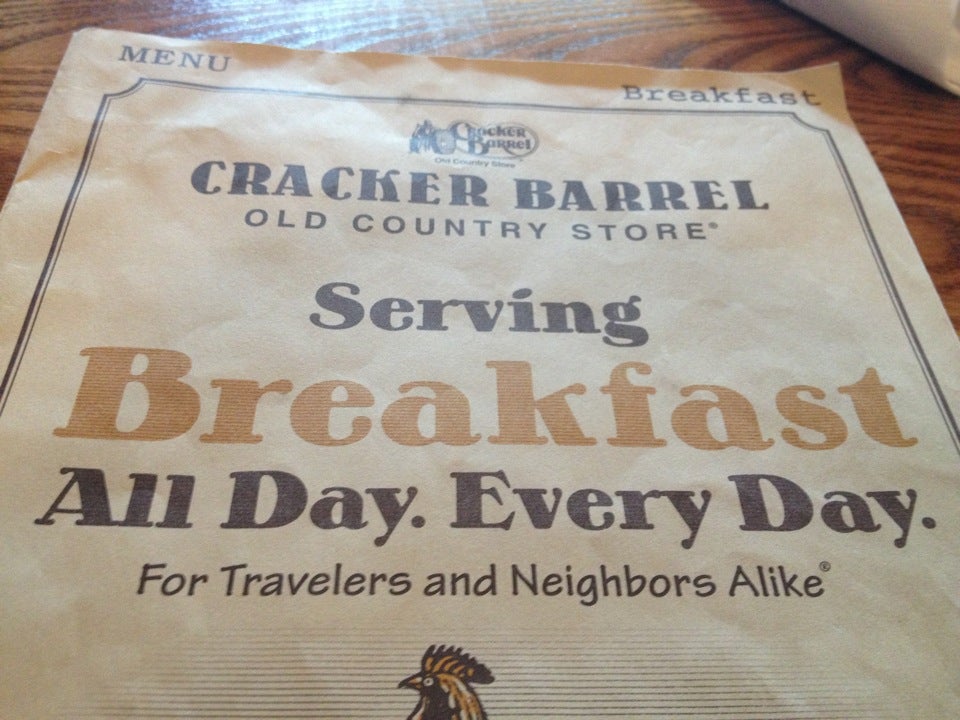 MENU
Breakfast
Cracker Barrel
Old Country Store
CRACKER BARREL
OLD COUNTRY STORE®
Serving
Breakfast
All Day. Every Day.
For Travelers and Neighbors Alike®